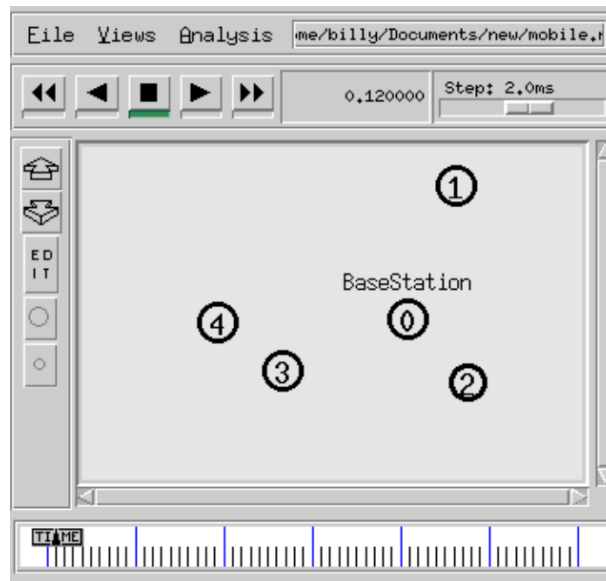 Eile Views Analysis me/billy/Documents/new/mobile.
0.120000 Step: 2.0ms
ED
IT
1
BaseStation
0
4
3
2
TIME